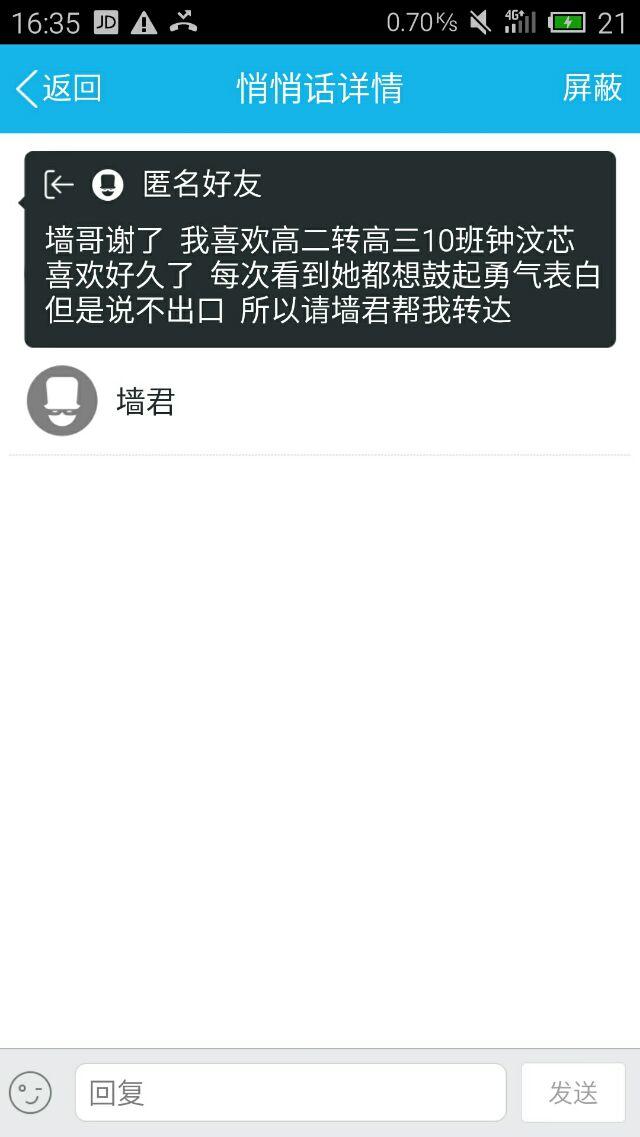 16:35 JD 0.70K/s 4G 21
返回 悄悄话详情 屏蔽
匿名好友
墙哥谢了 我喜欢高二转高三10班钟汶芯
喜欢好久了 每次看到她都想鼓起勇气表白
但是说不出口 所以请墙君帮我转达
墙君
回复 发送